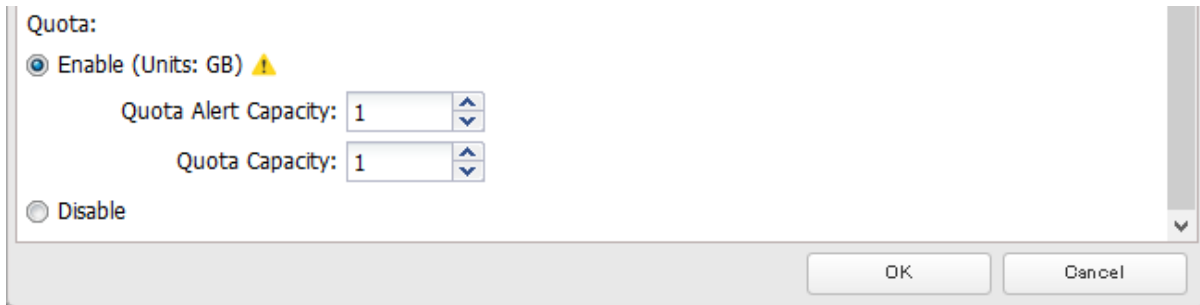 Quota:
Enable (Units: GB)
Quota Alert Capacity: 1
Quota Capacity: 1
Disable
OK Cancel